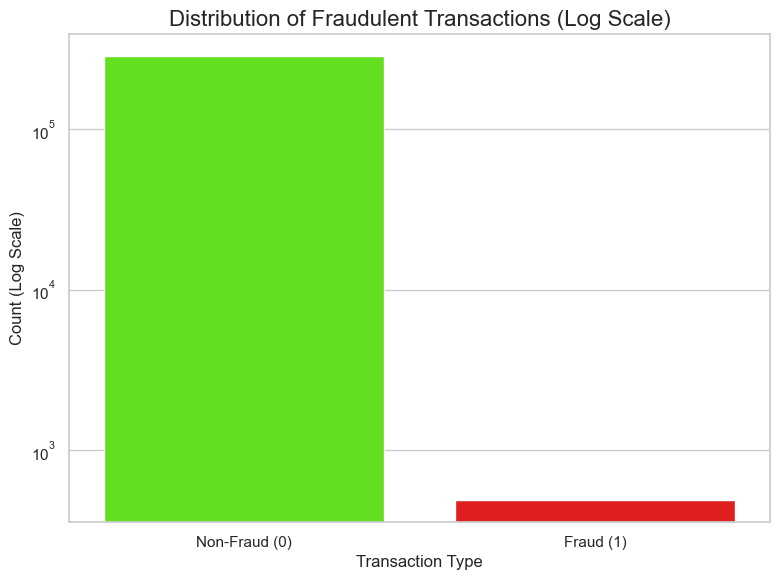 Distribution of Fraudulent Transactions (Log Scale)
Count (Log Scale)
10^5
10^4
10^3
Non-Fraud (0)
Fraud (1)
Transaction Type